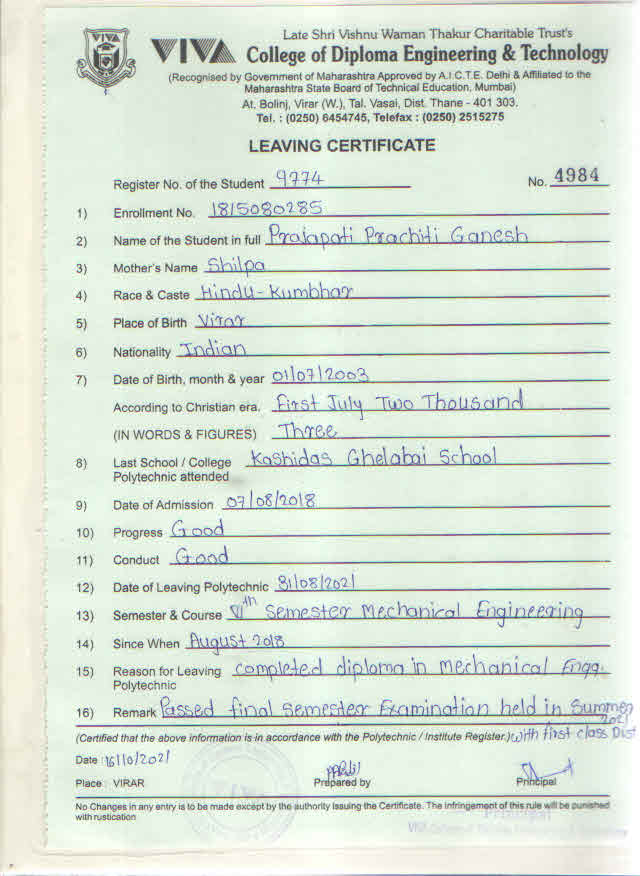 Late Shri Vishnu Waman Thakur Charitable Trust's
VIVA College of Diploma Engineering & Technology
(Recognised by Government of Maharashtra Approved by A.I.C.T.E. Delhi & Affiliated to the
Maharashtra State Board of Technical Education, Mumbai)
At, Bolinj, Virar (W.), Tal. Vasai, Dist. Thane - 401 303.
Tel. : (0250) 6454745, Telefax : (0250) 2515275
LEAVING CERTIFICATE
Register No. of the Student 9774 No. 4984
1) Enrollment No. 1815080285
2) Name of the Student in full Prajapati Prachiti Ganesh
3) Mother's Name Shilpa
4) Race & Caste Hindu-Kumbhar
5) Place of Birth Virar
6) Nationality Indian
7) Date of Birth, month & year 01/07/2003
According to Christian era. First July Two Thousand
(IN WORDS & FIGURES) Three
8) Last School / College Kashidas Ghelabai School
Polytechnic attended
9) Date of Admission 07/08/2018
10) Progress Good
11) Conduct Good
12) Date of Leaving Polytechnic 31/08/2021
13) Semester & Course VIth Semester Mechanical Engineering
14) Since When August 2018
15) Reason for Leaving completed diploma in Mechanical Engg.
Polytechnic
16) Remark Passed final Semester Examination held in Summer
2021
(Certified that the above information is in accordance with the Polytechnic / Institute Register.) with first class Dist
Date : 16/10/2021
Place : VIRAR Prepared by Principal
No Changes in any entry is to be made except by the authority issuing the Certificate. The infringement of this rule will be punished
with rustication
Principal